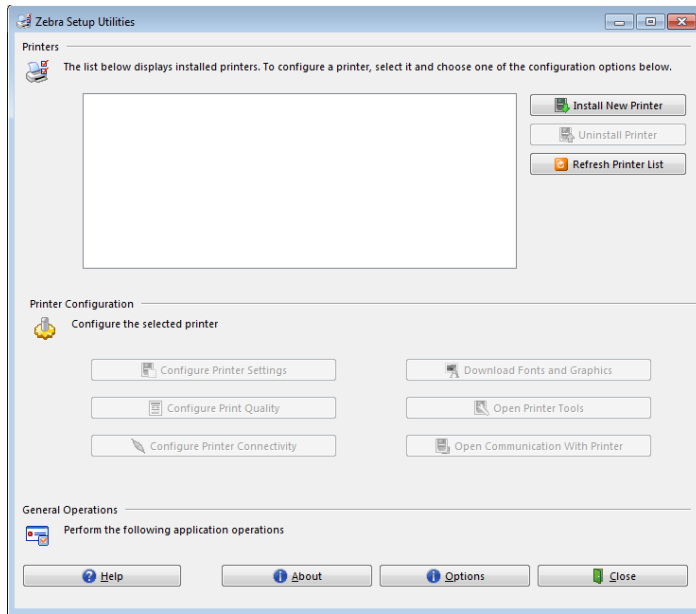 Zebra Setup Utilities
Printers
The list below displays installed printers. To configure a printer, select it and choose one of the configuration options below.
Install New Printer
Uninstall Printer
Refresh Printer List
Printer Configuration
Configure the selected printer
Configure Printer Settings
Download Fonts and Graphics
Configure Print Quality
Open Printer Tools
Configure Printer Connectivity
Open Communication With Printer
General Operations
Perform the following application operations
Help
About
Options
Close